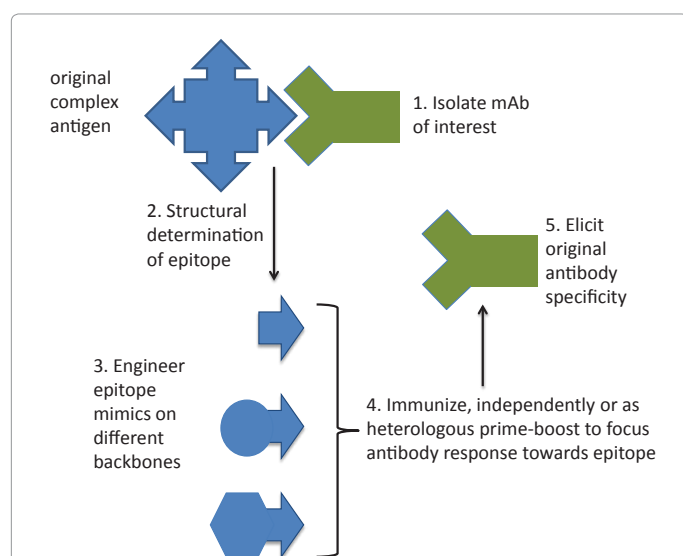 original
complex
antigen
1. Isolate mAb
of interest
2. Structural
determination
of epitope
5. Elicit
original
antibody
specificity
3. Engineer
epitope
mimics on
different
backbones
4. Immunize, independently or as
heterologous prime-boost to focus
antibody response towards epitope